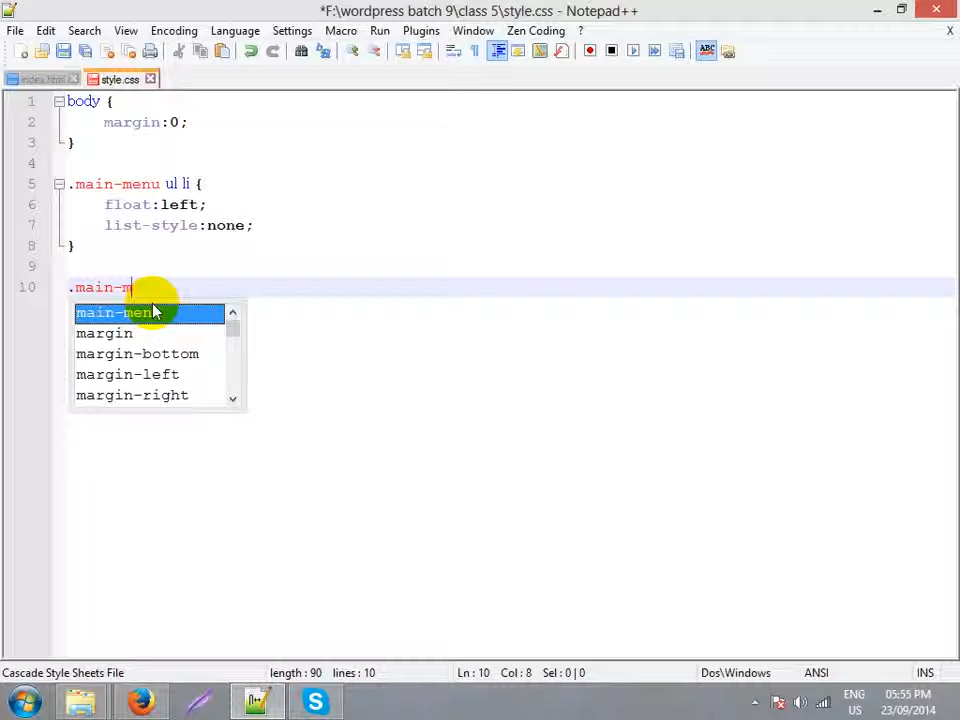 *F:\wordpress batch 9\class 5\style.css - Notepad++
File Edit Search View Encoding Language Settings Macro Run Plugins Window Zen Coding ? X
ABC
index.html style.css
1 body {
2 margin:0;
3 }
4
5 .main-menu ul li {
6 float:left;
7 list-style:none;
8 }
9
10 .main-m
main-menu
margin
margin-bottom
margin-left
margin-right
Cascade Style Sheets File length : 90 lines : 10 Ln : 10 Col : 8 Sel : 0 | 0 Dos\Windows ANSI INS
ENG 05:55 PM
US 23/09/2014